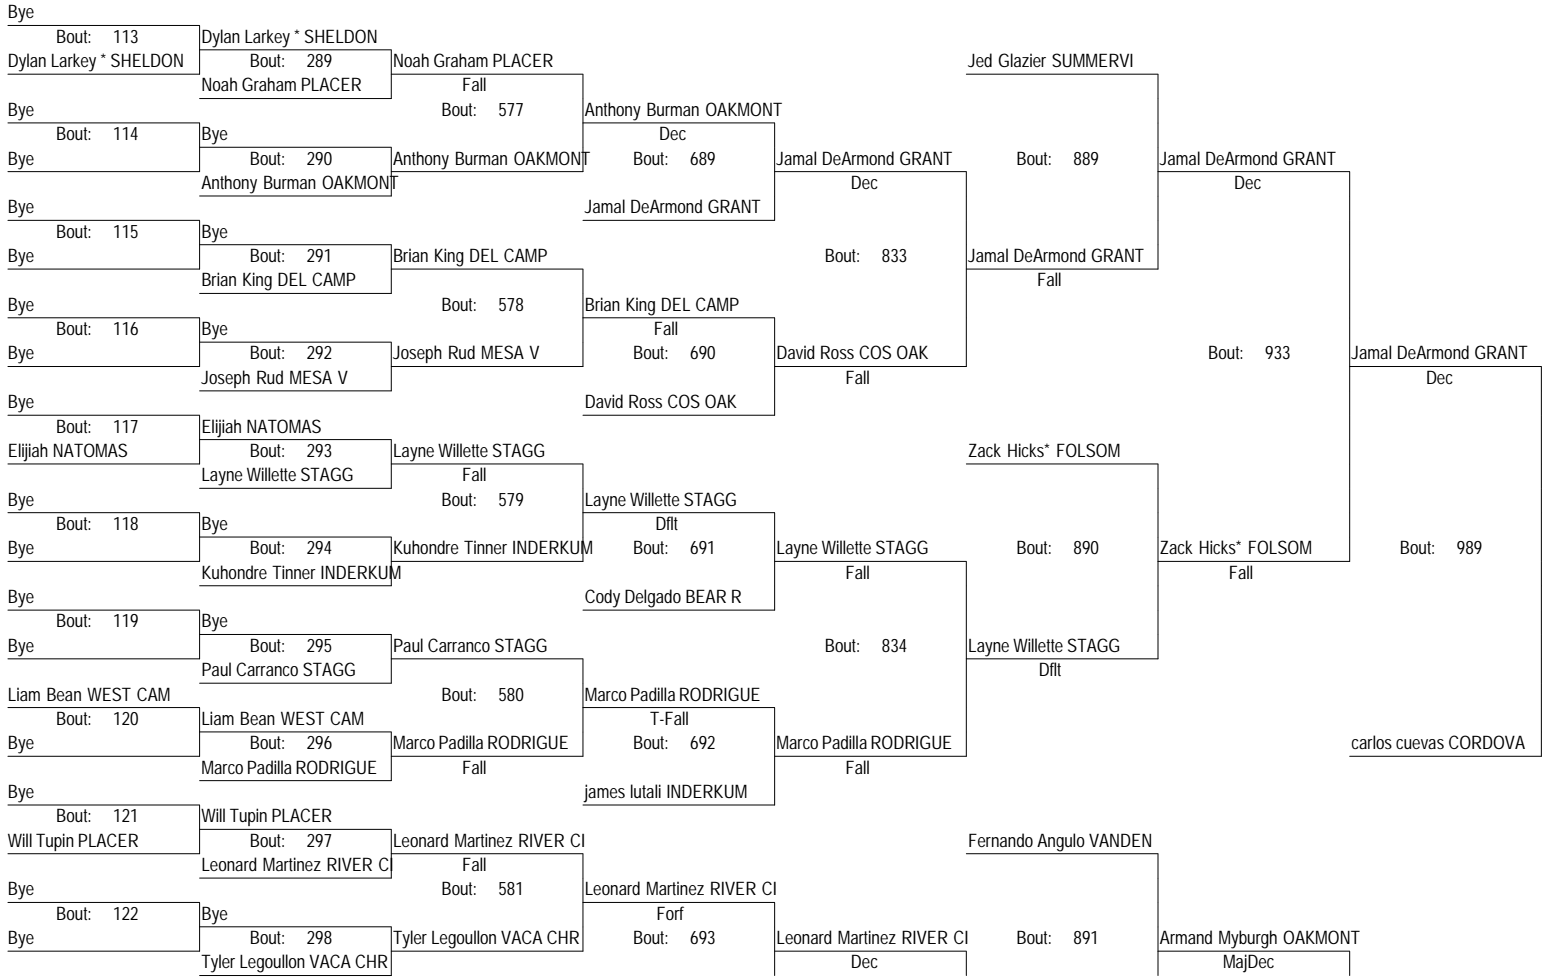 Bye
Bout: 113 Dylan Larkey * SHELDON
Dylan Larkey * SHELDON Bout: 289 Noah Graham PLACER Jed Glazier SUMMERVI
Noah Graham PLACER Fall
Bye Bout: 577 Anthony Burman OAKMONT
Bout: 114 Bye Dec
Bye Bout: 290 Anthony Burman OAKMONT Bout: 689 Jamal DeArmond GRANT Bout: 889 Jamal DeArmond GRANT
Anthony Burman OAKMONT Dec Dec
Bye Jamal DeArmond GRANT
Bout: 115 Bye
Bye Bout: 291 Brian King DEL CAMP Bout: 833 Jamal DeArmond GRANT
Brian King DEL CAMP Fall
Bye Bout: 578 Brian King DEL CAMP
Bout: 116 Bye Fall
Bye Bout: 292 Joseph Rud MESA V Bout: 690 David Ross COS OAK Bout: 933 Jamal DeArmond GRANT
Joseph Rud MESA V Fall Dec
Bye David Ross COS OAK
Bout: 117 Elijiah NATOMAS
Elijiah NATOMAS Bout: 293 Layne Willette STAGG Zack Hicks* FOLSOM
Layne Willette STAGG Fall
Bye Bout: 579 Layne Willette STAGG
Bout: 118 Bye Dflt
Bye Bout: 294 Kuhondre Tinner INDERKUM Bout: 691 Layne Willette STAGG Bout: 890 Zack Hicks* FOLSOM Bout: 989
Kuhondre Tinner INDERKUM Fall Fall
Bye Cody Delgado BEAR R
Bout: 119 Bye
Bye Bout: 295 Paul Carranco STAGG Bout: 834 Layne Willette STAGG
Paul Carranco STAGG Dflt
Liam Bean WEST CAM Bout: 580 Marco Padilla RODRIGUE
Bout: 120 Liam Bean WEST CAM T-Fall
Bye Bout: 296 Marco Padilla RODRIGUE Bout: 692 Marco Padilla RODRIGUE carlos cuevas CORDOVA
Marco Padilla RODRIGUE Fall Fall
Bye james lutali INDERKUM
Bout: 121 Will Tupin PLACER
Will Tupin PLACER Bout: 297 Leonard Martinez RIVER CI Fernando Angulo VANDEN
Leonard Martinez RIVER CI Fall
Bye Bout: 581 Leonard Martinez RIVER CI
Bout: 122 Bye Forf
Bye Bout: 298 Tyler Legoullon VACA CHR Bout: 693 Leonard Martinez RIVER CI Bout: 891 Armand Myburgh OAKMONT
Tyler Legoullon VACA CHR Dec MajDec